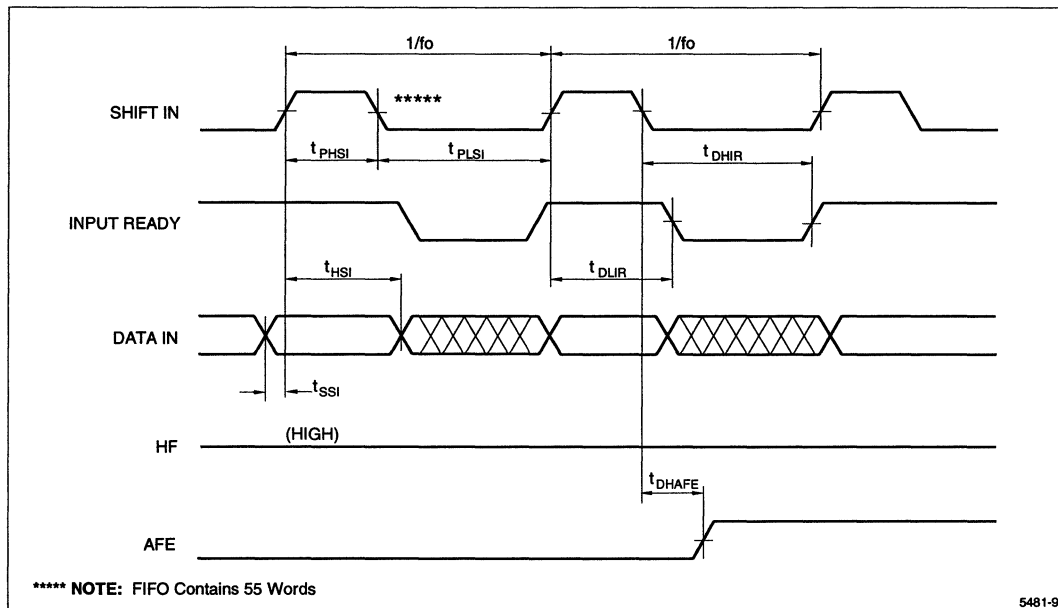 1/fo 1/fo
SHIFT IN *****
t PHSI t PLSI t DHIR
INPUT READY
t HSI t DLIR
DATA IN
t SSI
HF (HIGH)
t DHAFE
AFE
***** NOTE: FIFO Contains 55 Words
5481-9